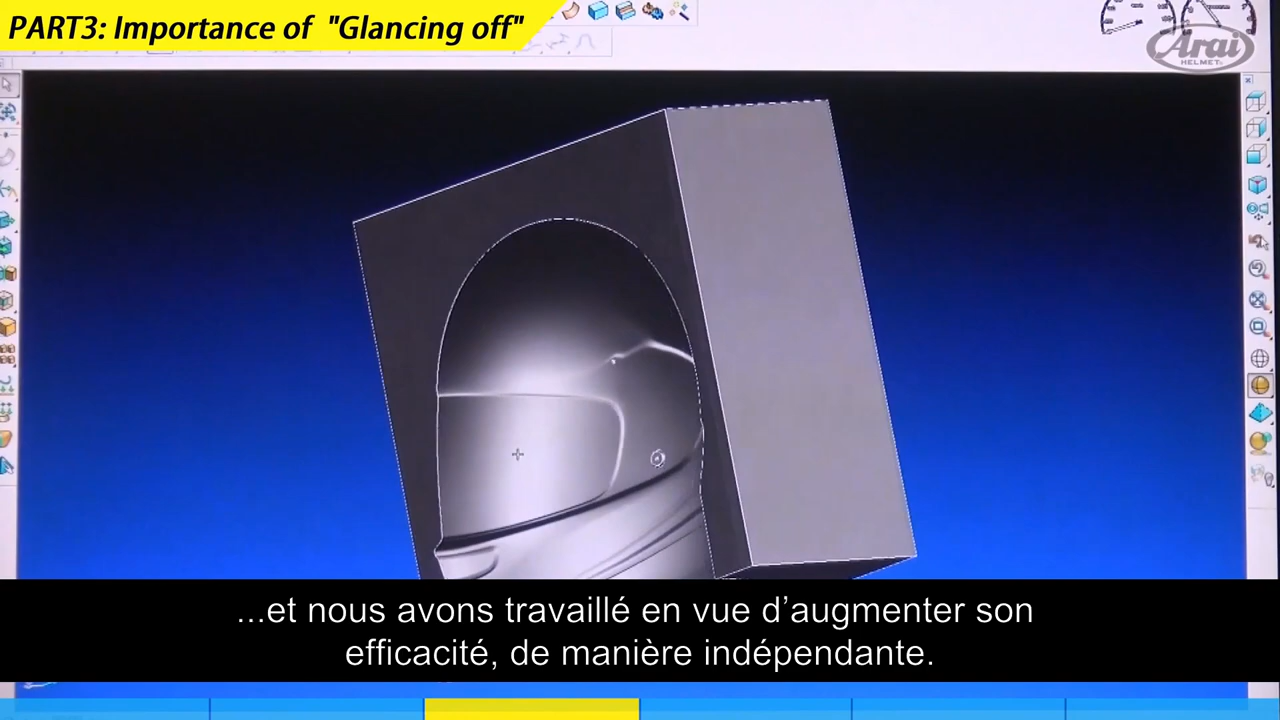 PART3: Importance of "Glancing off"
Arai
HELMET
...et nous avons travaillé en vue d’augmenter son
efficacité, de manière indépendante.